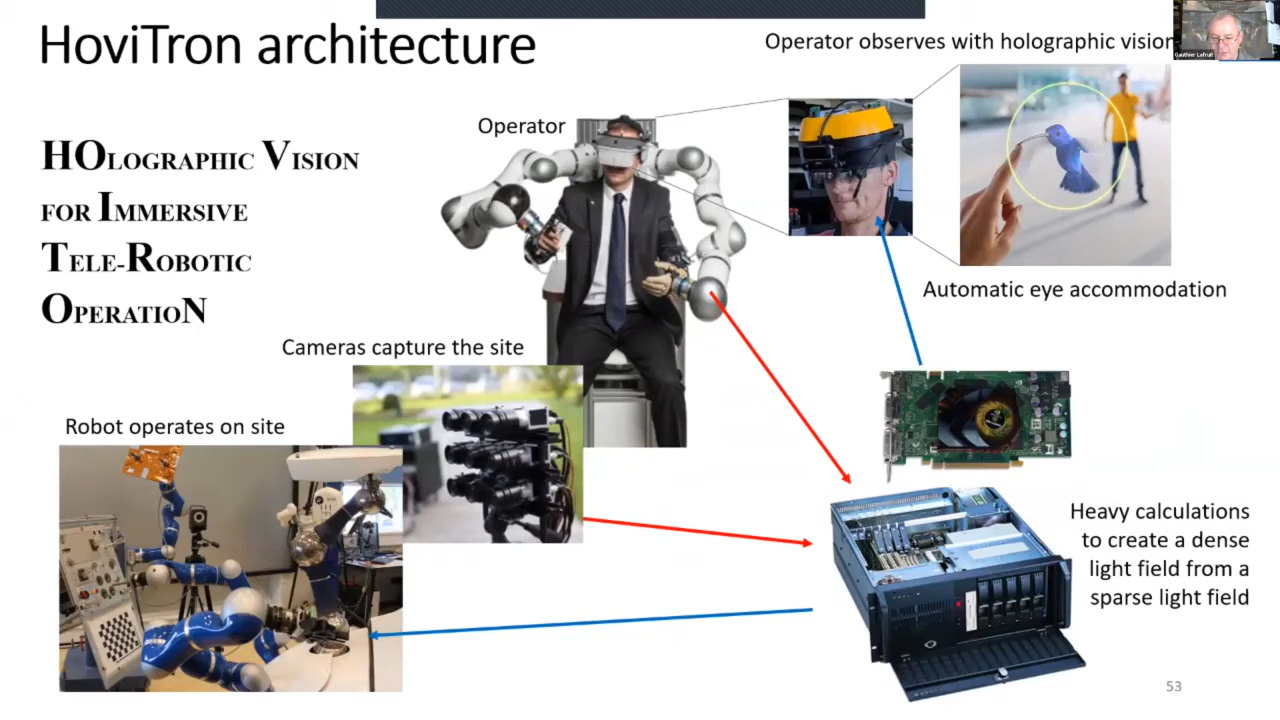 HoviTron architecture
Operator observes with holographic vision
Gauthier Lafruit
Operator
HOLOGRAPHIC VISION
FOR IMMERSIVE
TELE-ROBOTIC
OPERATION
Automatic eye accommodation
Cameras capture the site
Robot operates on site
Heavy calculations
to create a dense
light field from a
sparse light field
53